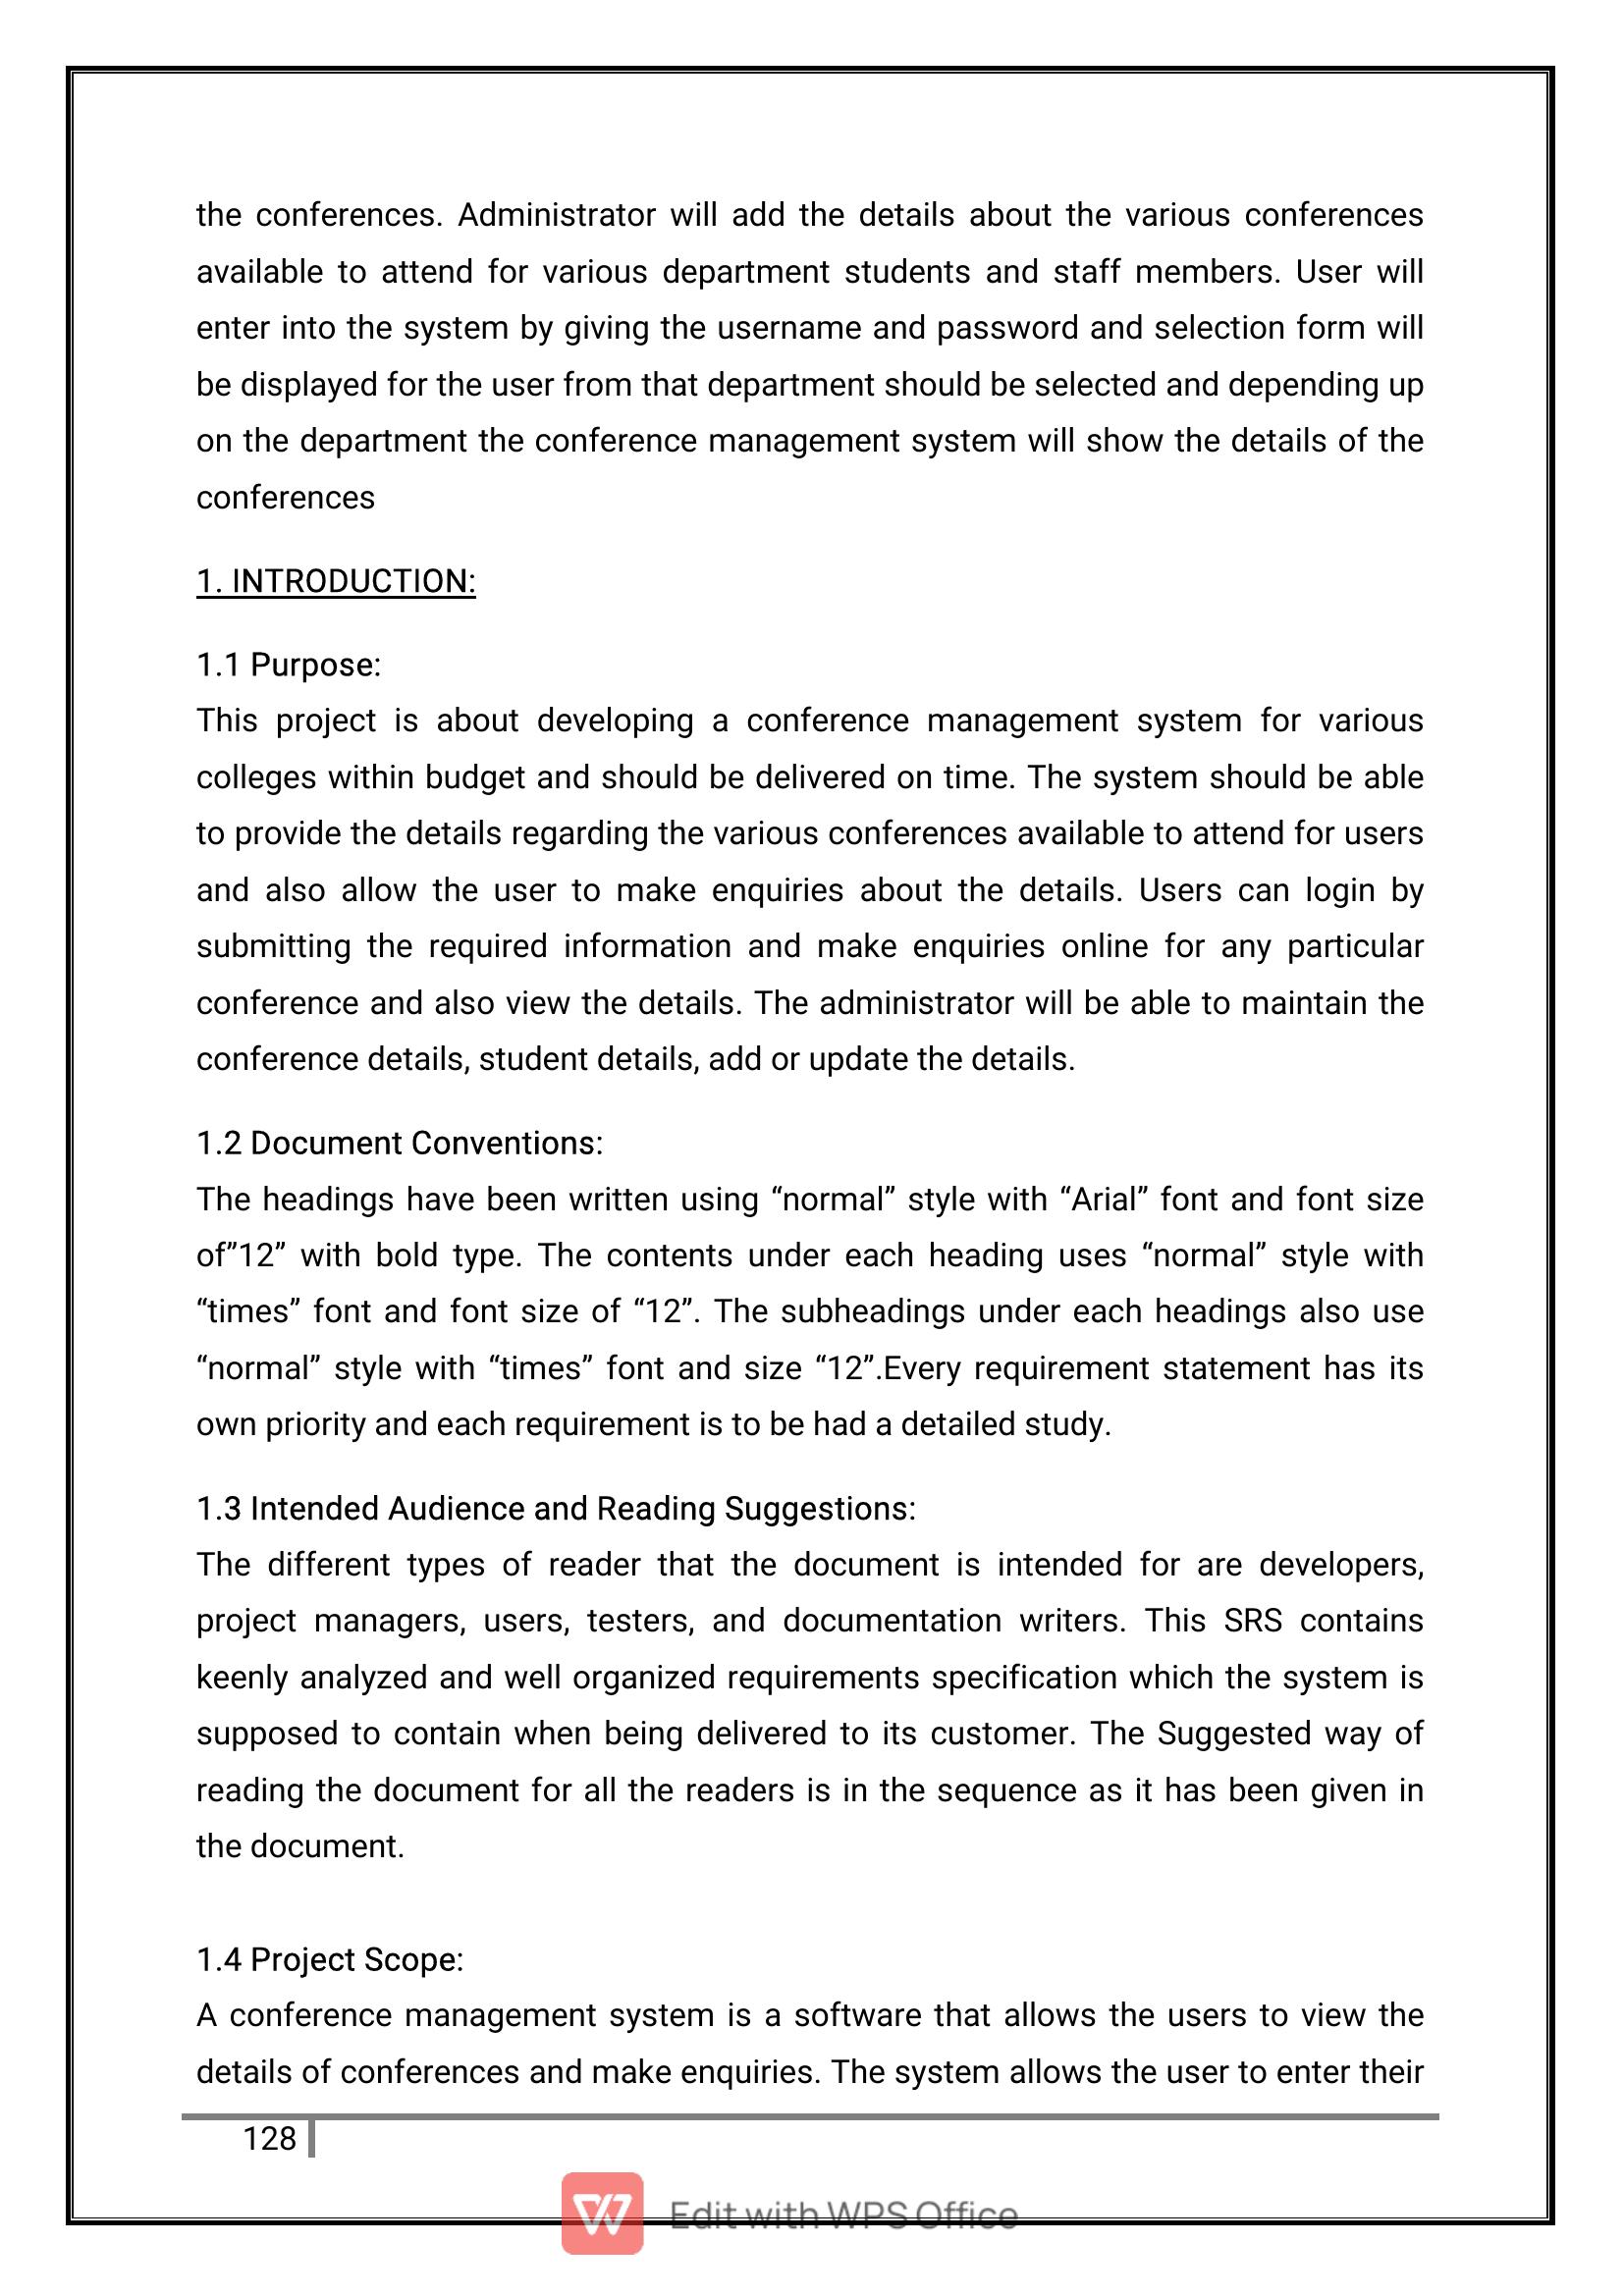 the conferences. Administrator will add the details about the various conferences
available to attend for various department students and staff members. User will
enter into the system by giving the username and password and selection form will
be displayed for the user from that department should be selected and depending up
on the department the conference management system will show the details of the
conferences
1. INTRODUCTION:
1.1 Purpose:
This project is about developing a conference management system for various
colleges within budget and should be delivered on time. The system should be able
to provide the details regarding the various conferences available to attend for users
and also allow the user to make enquiries about the details. Users can login by
submitting the required information and make enquiries online for any particular
conference and also view the details. The administrator will be able to maintain the
conference details, student details, add or update the details.
1.2 Document Conventions:
The headings have been written using “normal” style with “Arial” font and font size
of”12” with bold type. The contents under each heading uses “normal” style with
“times” font and font size of “12”. The subheadings under each headings also use
“normal” style with “times” font and size “12”.Every requirement statement has its
own priority and each requirement is to be had a detailed study.
1.3 Intended Audience and Reading Suggestions:
The different types of reader that the document is intended for are developers,
project managers, users, testers, and documentation writers. This SRS contains
keenly analyzed and well organized requirements specification which the system is
supposed to contain when being delivered to its customer. The Suggested way of
reading the document for all the readers is in the sequence as it has been given in
the document.
1.4 Project Scope:
A conference management system is a software that allows the users to view the
details of conferences and make enquiries. The system allows the user to enter their
128
Edit with WPS Office